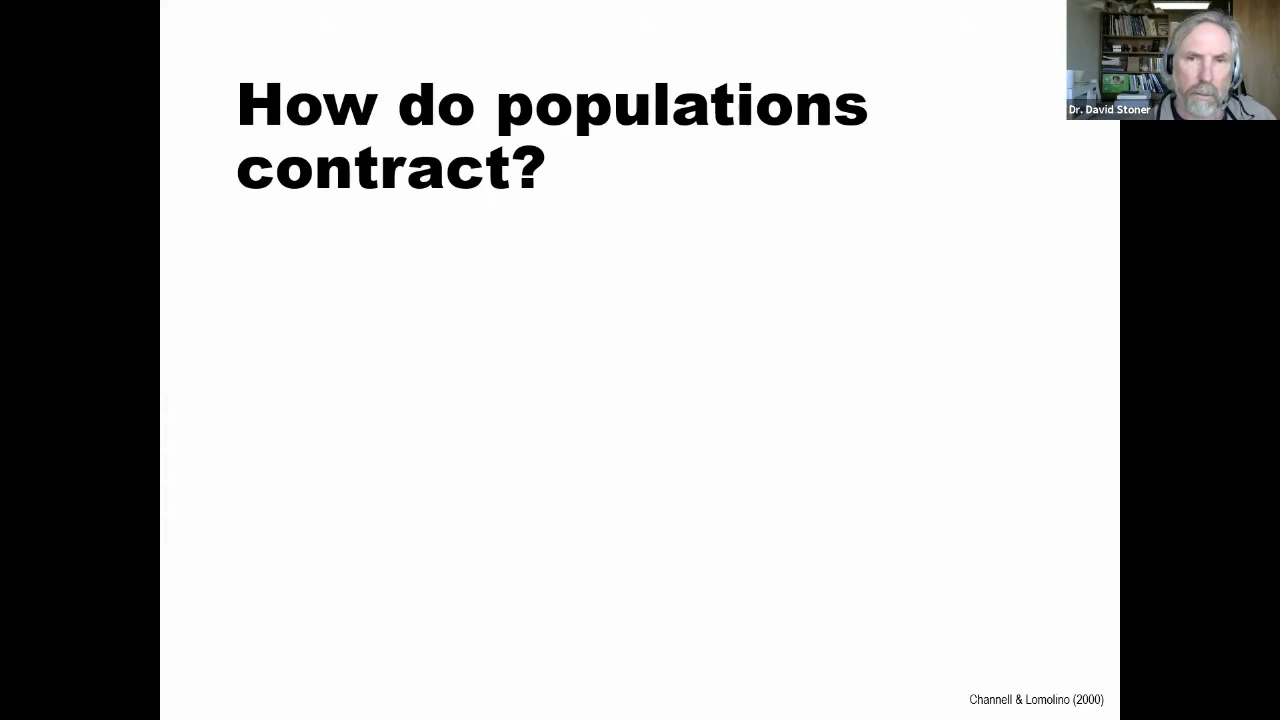 How do populations
contract?
Dr. David Stoner
Channell & Lomolino (2000)